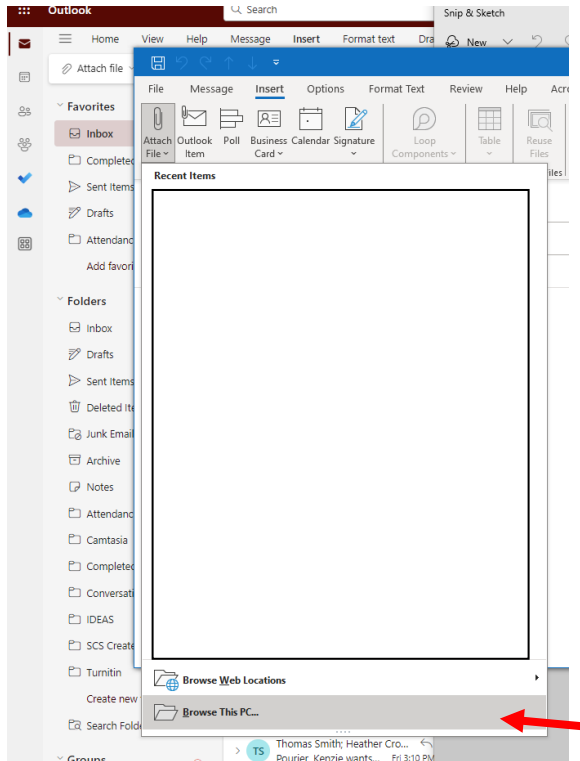 Outlook
Search
Snip & Sketch
New
Home View Help Message Insert Format text Dra
Attach file
File Message Insert Options Format Text Review Help Acro
Attach File Outlook Item Poll Business Card Calendar Signature Loop Components Table Reuse Files
Recent Items
Favorites
Inbox
Completed
Sent Items
Drafts
Attendanc
Add favori
Folders
Inbox
Drafts
Sent Items
Deleted Ite
Junk Email
Archive
Notes
Attendanc
Camtasia
Completed
Conversati
IDEAS
SCS Create
Turnitin
Create new
Search Folde
Groups
Browse Web Locations
Browse This PC...
TS
Thomas Smith; Heather Cro...
Pourier, Kenzie wants... Fri 3:10 PM